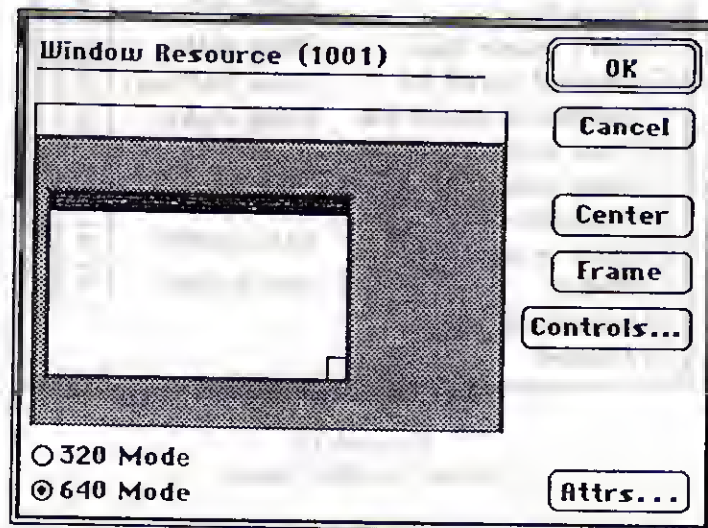 Window Resource (1001)
OK
Cancel
Center
Frame
Controls...
320 Mode
640 Mode
Attrs...